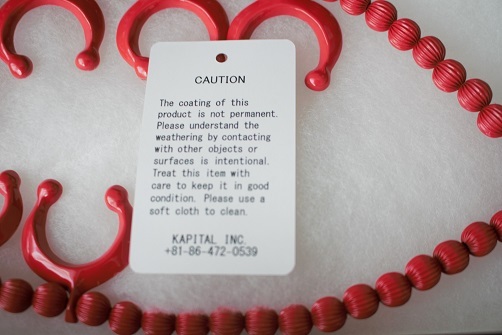 CAUTION
The coating of this
product is not permanent.
Please understand the
weathering by contacting
with other objects or
surfaces is intentional.
Treat this item with
care to keep it in good
condition. Please use a
soft cloth to clean.
KAPITAL INC.
+81-86-472-0539